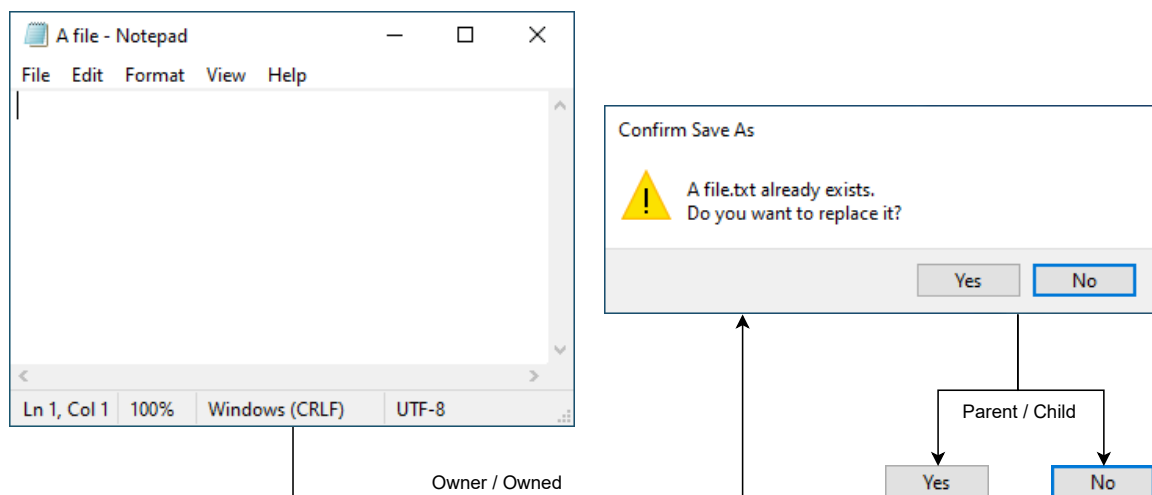 A file - Notepad
File Edit Format View Help
Ln 1, Col 1 100% Windows (CRLF) UTF-8
Confirm Save As
!
A file.txt already exists.
Do you want to replace it?
Yes No
Parent / Child
Yes No
Owner / Owned